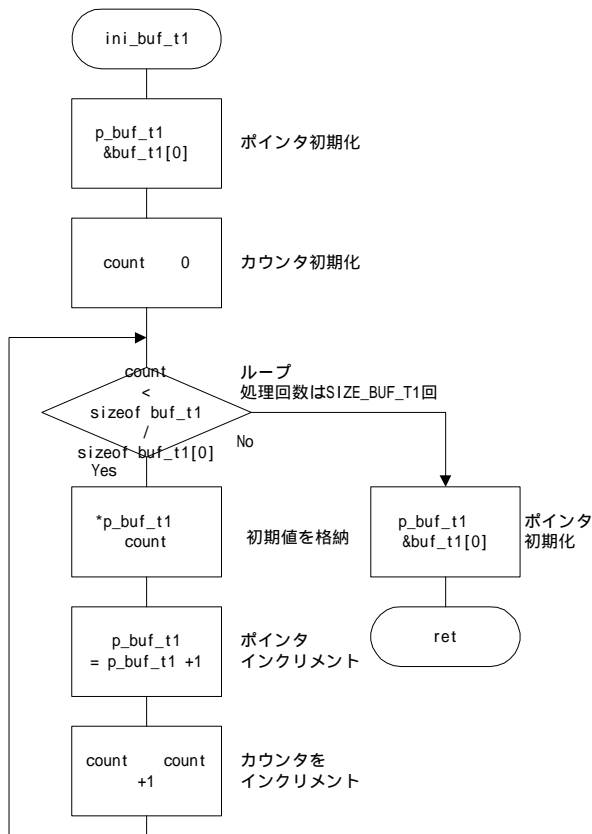 ini_buf_t1
p_buf_t1
&buf_t1[0]
ポインタ初期化
count 0
カウンタ初期化
count
<
sizeof buf_t1
/
sizeof buf_t1[0]
ループ
処理回数はSIZE_BUF_T1回
No
Yes
*p_buf_t1
count
初期値を格納
p_buf_t1
&buf_t1[0]
ポインタ
初期化
p_buf_t1
= p_buf_t1 +1
ポインタ
インクリメント
ret
count count
+1
カウンタを
インクリメント